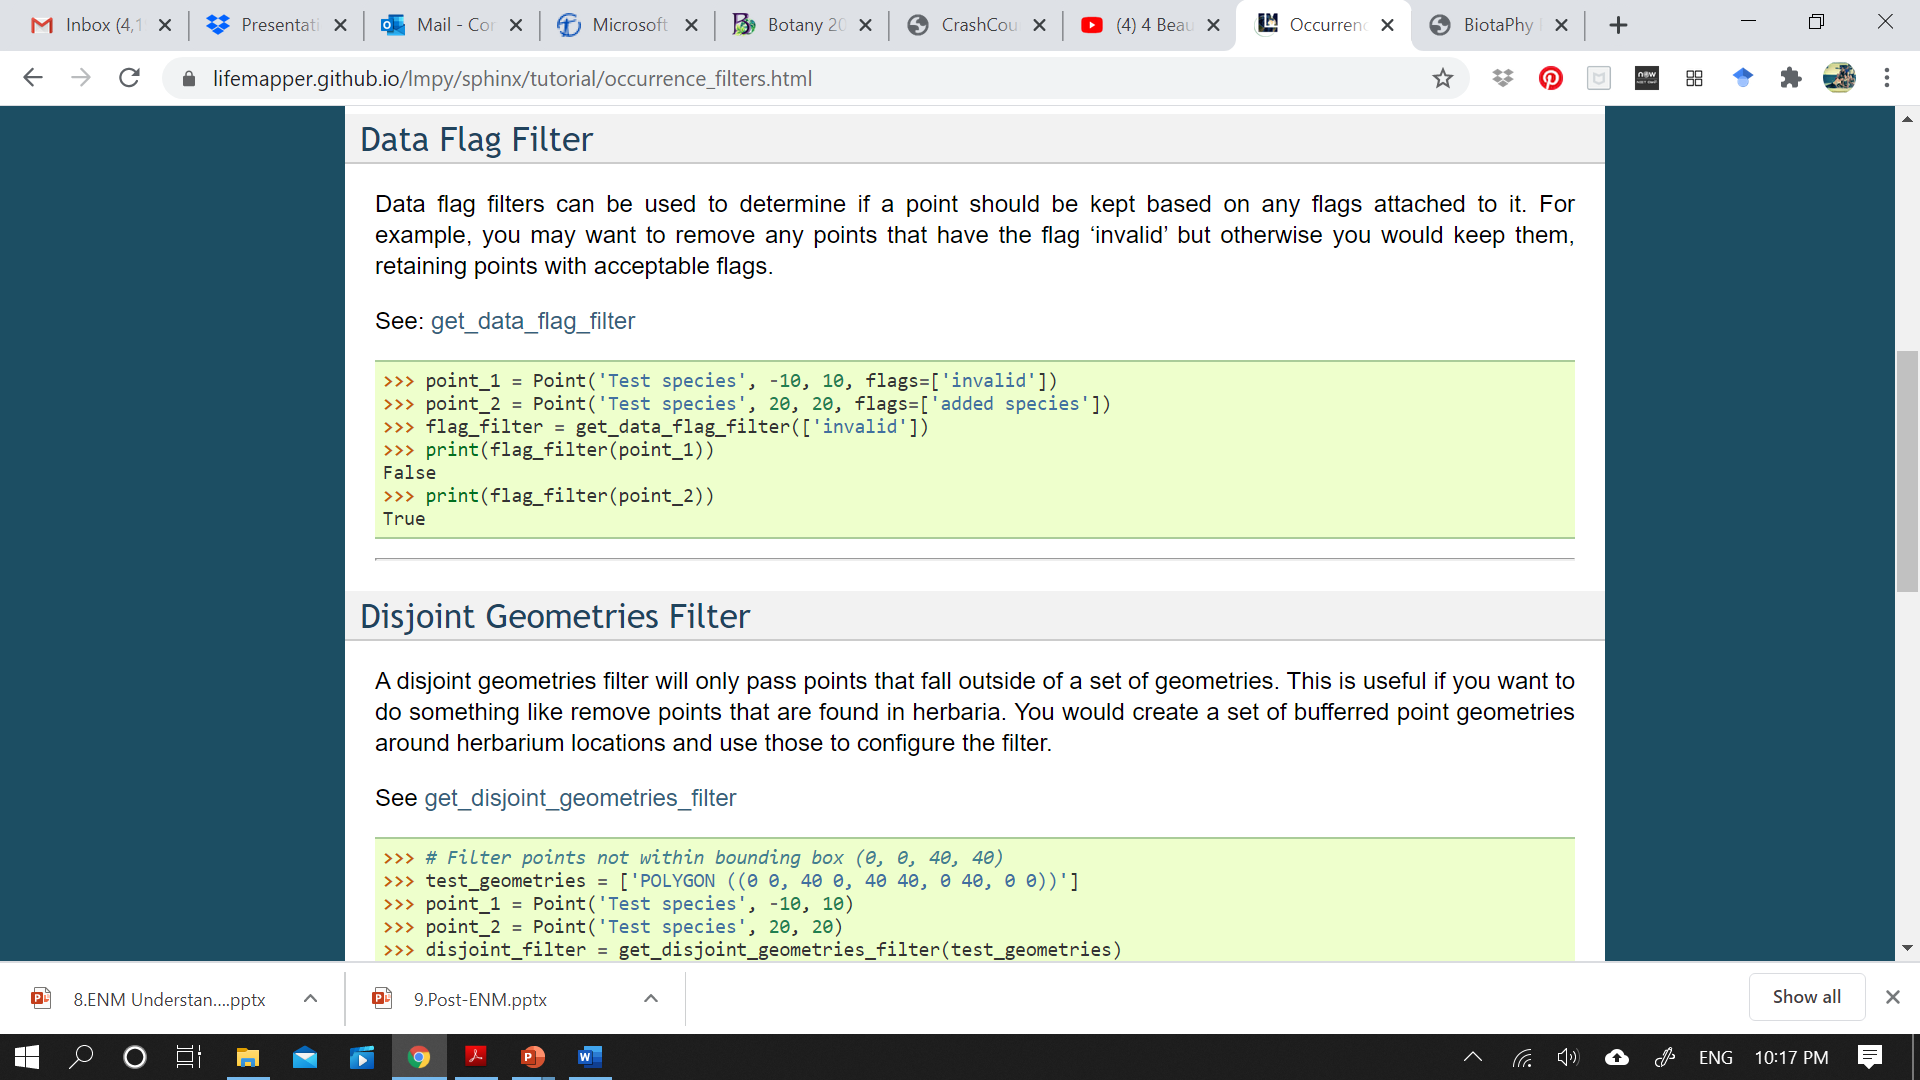 Inbox (4,1
Presentati
Mail - Cor
Microsoft
Botany 20
CrashCou
(4) 4 Beau
Occurrenc
BiotaPhy
lifemapper.github.io/lmpy/sphinx/tutorial/occurrence_filters.html
Data Flag Filter
Data flag filters can be used to determine if a point should be kept based on any flags attached to it. For
example, you may want to remove any points that have the flag ‘invalid’ but otherwise you would keep them,
retaining points with acceptable flags.
See: get_data_flag_filter
>>> point_1 = Point('Test species', -10, 10, flags=['invalid'])
>>> point_2 = Point('Test species', 20, 20, flags=['added species'])
>>> flag_filter = get_data_flag_filter(['invalid'])
>>> print(flag_filter(point_1))
False
>>> print(flag_filter(point_2))
True
Disjoint Geometries Filter
A disjoint geometries filter will only pass points that fall outside of a set of geometries. This is useful if you want to
do something like remove points that are found in herbaria. You would create a set of bufferred point geometries
around herbarium locations and use those to configure the filter.
See get_disjoint_geometries_filter
>>> # Filter points not within bounding box (0, 0, 40, 40)
>>> test_geometries = ['POLYGON ((0 0, 40 0, 40 40, 0 40, 0 0))']
>>> point_1 = Point('Test species', -10, 10)
>>> point_2 = Point('Test species', 20, 20)
>>> disjoint_filter = get_disjoint_geometries_filter(test_geometries)
8.ENM Understan....pptx
9.Post-ENM.pptx
Show all
ENG
10:17 PM